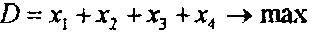 D = x₁ + x₂ + x₃ + x₄ → max